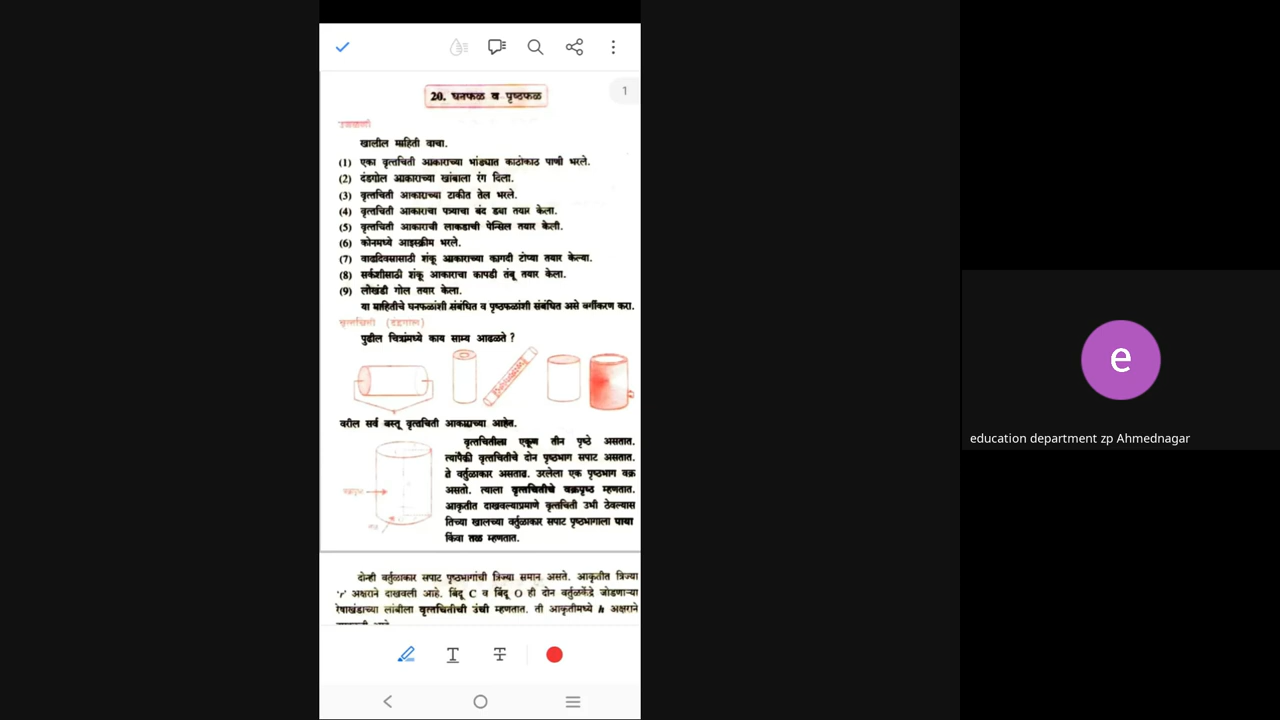 1
20. घनफळ व पृष्ठफळ
उजळणी
खालील माहिती वाचा.
(1) एका वृत्तचिती आकाराच्या भांड्यात काठोकाठ पाणी भरले.
(2) दंडगोल आकाराच्या खांबाला रंग दिला.
(3) वृत्तचिती आकाराच्या टाकीत तेल भरले.
(4) वृत्तचिती आकाराचा पत्र्याचा बंद डबा तयार केला.
(5) वृत्तचिती आकाराची लाकडाची पेन्सिल तयार केली.
(6) कोनमध्ये आइस्क्रीम भरले.
(7) वाढदिवसासाठी शंकू आकाराच्या कागदी टोप्या तयार केल्या.
(8) सर्कशीसाठी शंकू आकाराचा कापडी तंबू तयार केला.
(9) लोखंडी गोल तयार केला.
या माहितीचे घनफळांशी संबंधित व पृष्ठफळांशी संबंधित असे वर्गीकरण करा.
वृत्तचिती (दंडगोल)
पुढील चित्रांमध्ये काय साम्य आढळते ?
वरील सर्व वस्तू वृत्तचिती आकाराच्या आहेत.
वृत्तचितीला एकूण तीन पृष्ठे असतात.
त्यांपैकी वृत्तचितीचे दोन पृष्ठभाग सपाट असतात.
ते वर्तुळाकार असतात. उरलेला एक पृष्ठभाग वक्र
असतो. त्याला वृत्तचितीचे वक्रपृष्ठ म्हणतात.
आकृतीत दाखवल्याप्रमाणे वृत्तचिती उभी ठेवल्यास
तिच्या खालच्या वर्तुळाकार सपाट पृष्ठभागाला पाया
किंवा तळ म्हणतात.
दोन्ही वर्तुळाकार सपाट पृष्ठभागांची त्रिज्या समान असते. आकृतीत त्रिज्या
'r' अक्षराने दाखवली आहे. बिंदू C व बिंदू O ही दोन वर्तुळकेंद्रे जोडणाऱ्या
रेषाखंडाच्या लांबीला वृत्तचितीची उंची म्हणतात. ती आकृतीमध्ये h अक्षराने
e
education department zp Ahmednagar